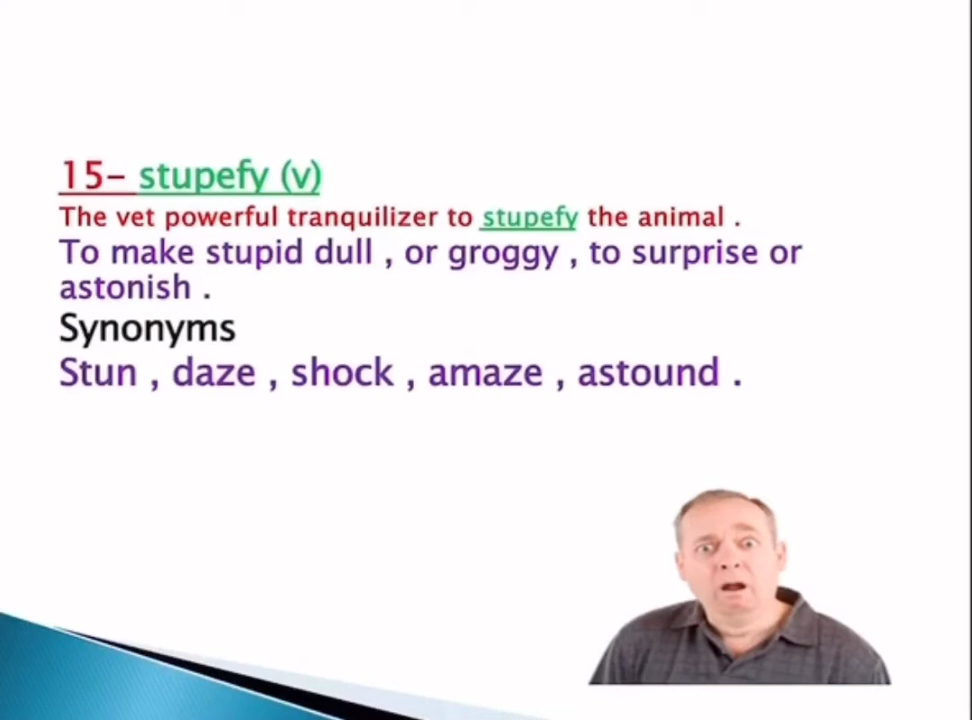 15- stupefy (v)
The vet powerful tranquilizer to stupefy the animal .
To make stupid dull , or groggy , to surprise or
astonish .
Synonyms
Stun , daze , shock , amaze , astound .